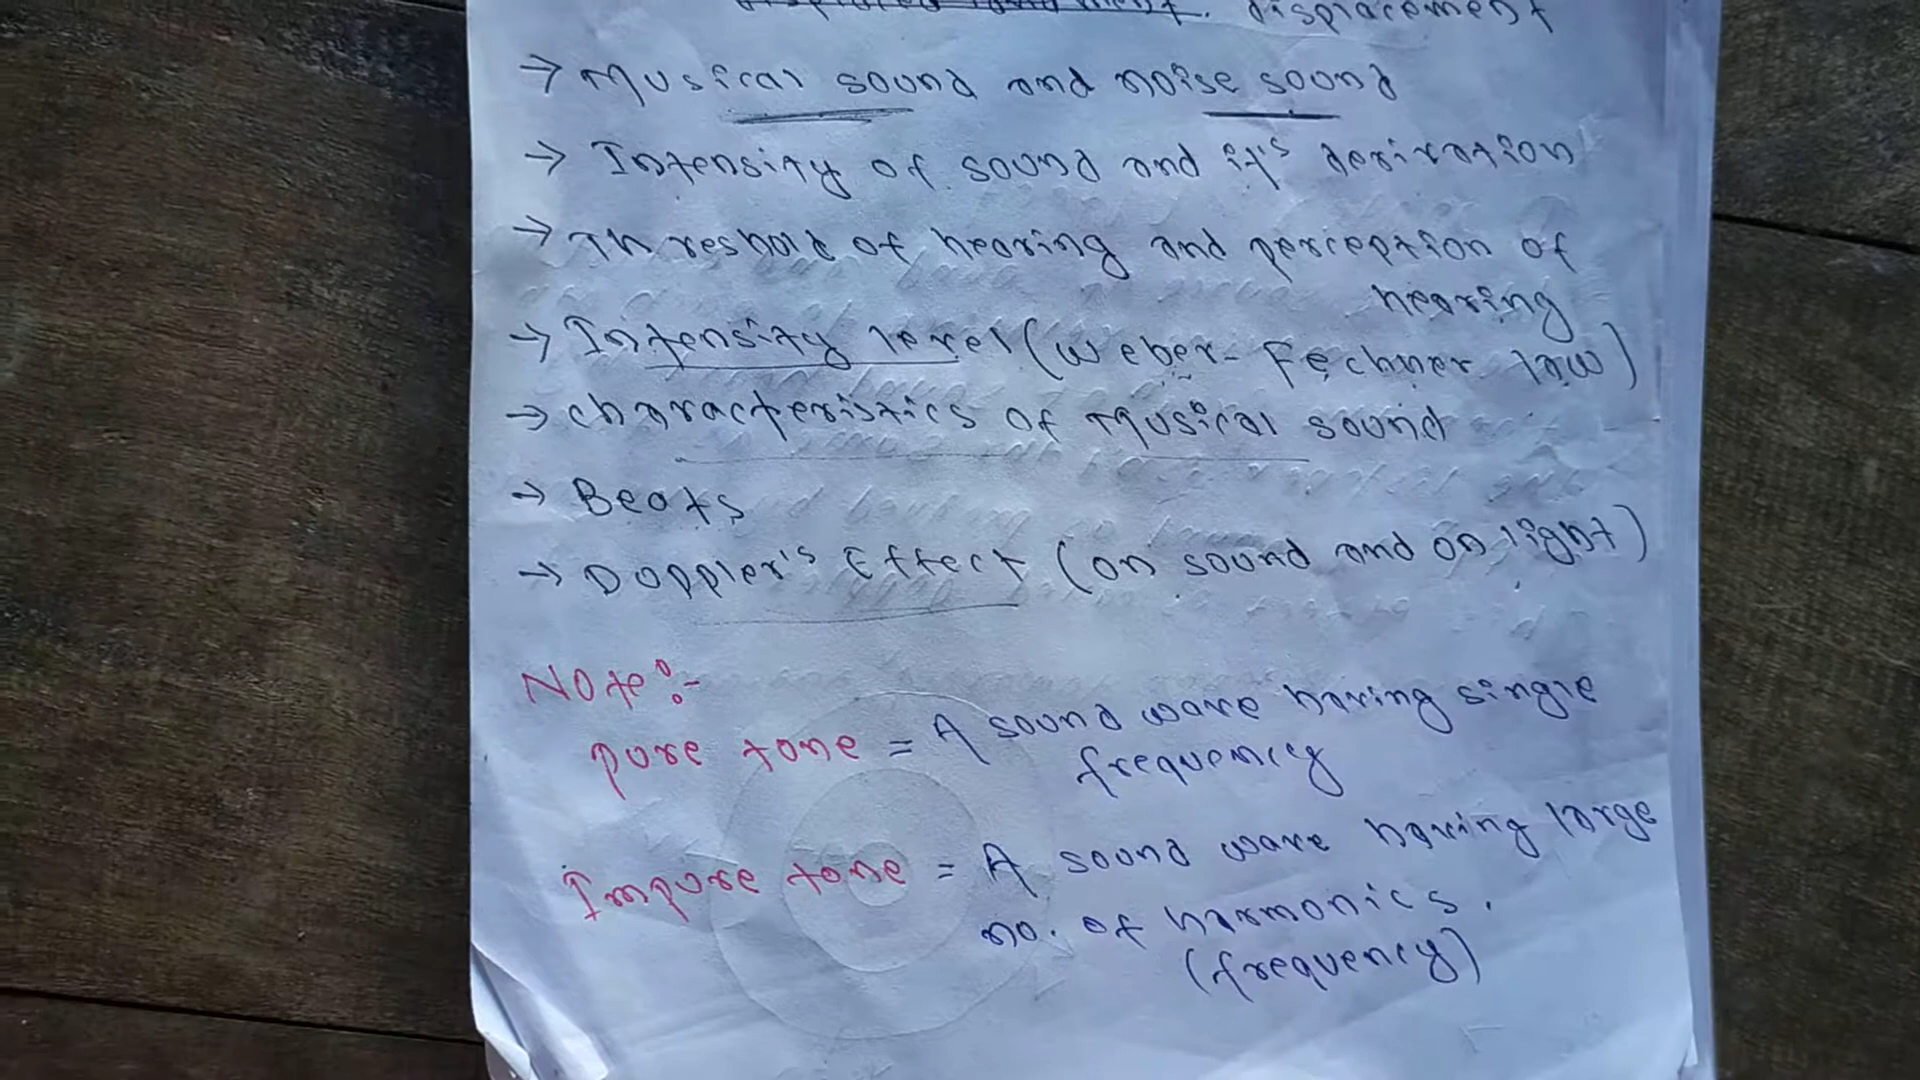 displacement
→ Musical sound and noise sound
→ Intensity of sound and it's derivation
→ Threshold of hearing and perception of
hearing
→ Intensity level (Weber-Fechner law)
→ characteristics of Musical sound
→ Beats
→ Doppler's Effect (on sound and on light)
Note:-
pure tone = A sound wave having single
frequency
Impure tone = A sound wave having large
no. of harmonics.
(frequency)